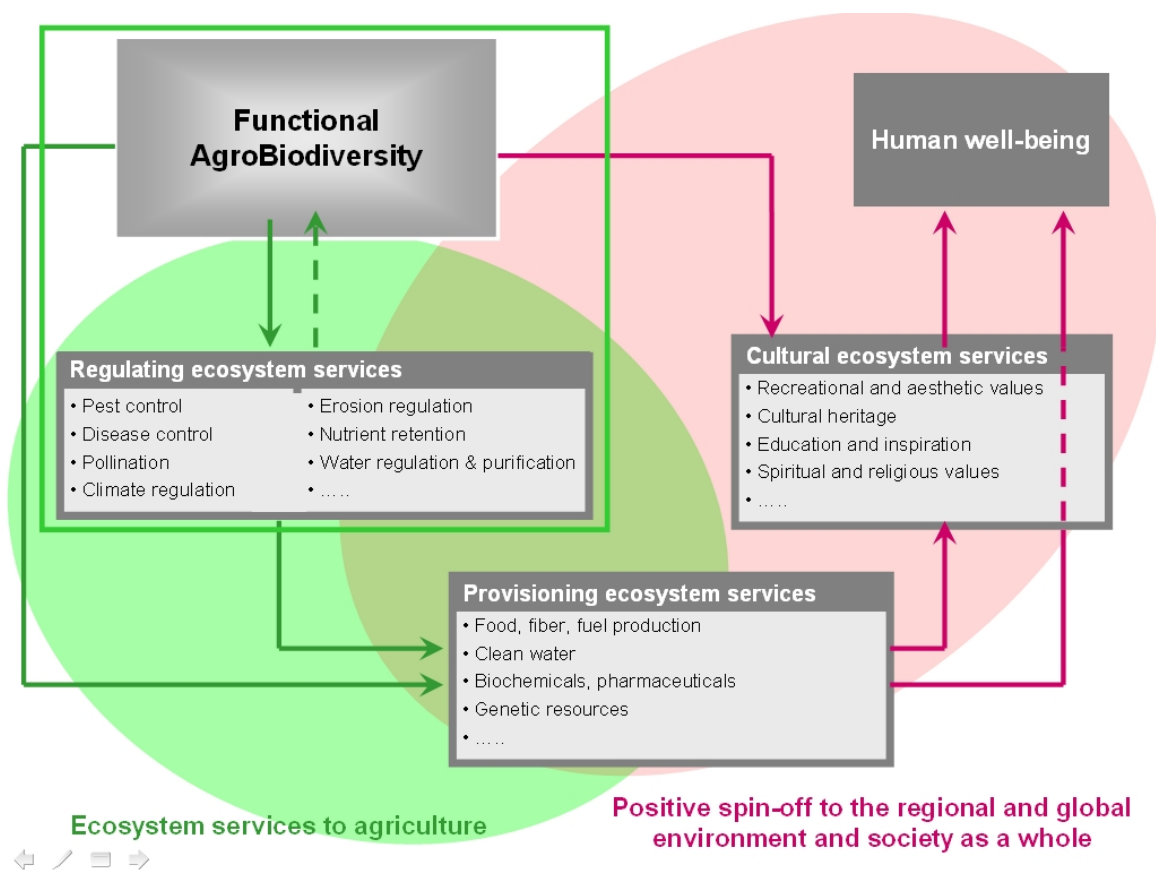 Functional
AgroBiodiversity
Human well-being
Regulating ecosystem services
• Pest control
• Disease control
• Pollination
• Climate regulation
• Erosion regulation
• Nutrient retention
• Water regulation & purification
• .....
Cultural ecosystem services
• Recreational and aesthetic values
• Cultural heritage
• Education and inspiration
• Spiritual and religious values
• .....
Provisioning ecosystem services
• Food, fiber, fuel production
• Clean water
• Biochemicals, pharmaceuticals
• Genetic resources
• .....
Ecosystem services to agriculture
Positive spin-off to the regional and global
environment and society as a whole